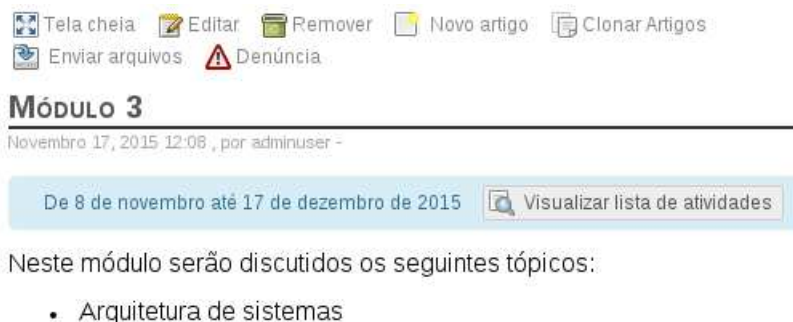 Tela cheia Editar Remover Novo artigo Clonar Artigos
Enviar arquivos Denúncia
MÓDULO 3
Novembro 17, 2015 12:08 , por adminuser -
De 8 de novembro até 17 de dezembro de 2015 Visualizar lista de atividades
Neste módulo serão discutidos os seguintes tópicos:
• Arquitetura de sistemas